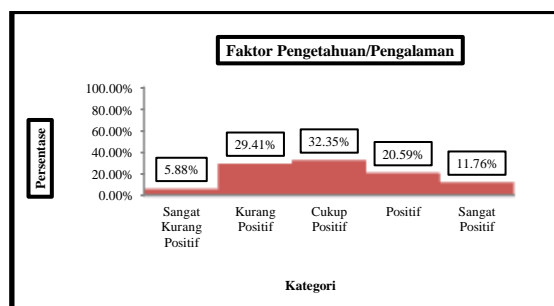 Faktor Pengetahuan/Pengalaman
Persentase
100.00%
80.00%
60.00%
40.00%
20.00%
0.00%
5.88%
29.41%
32.35%
20.59%
11.76%
Sangat
Kurang
Positif
Kurang
Positif
Cukup
Positif
Positif
Sangat
Positif
Kategori